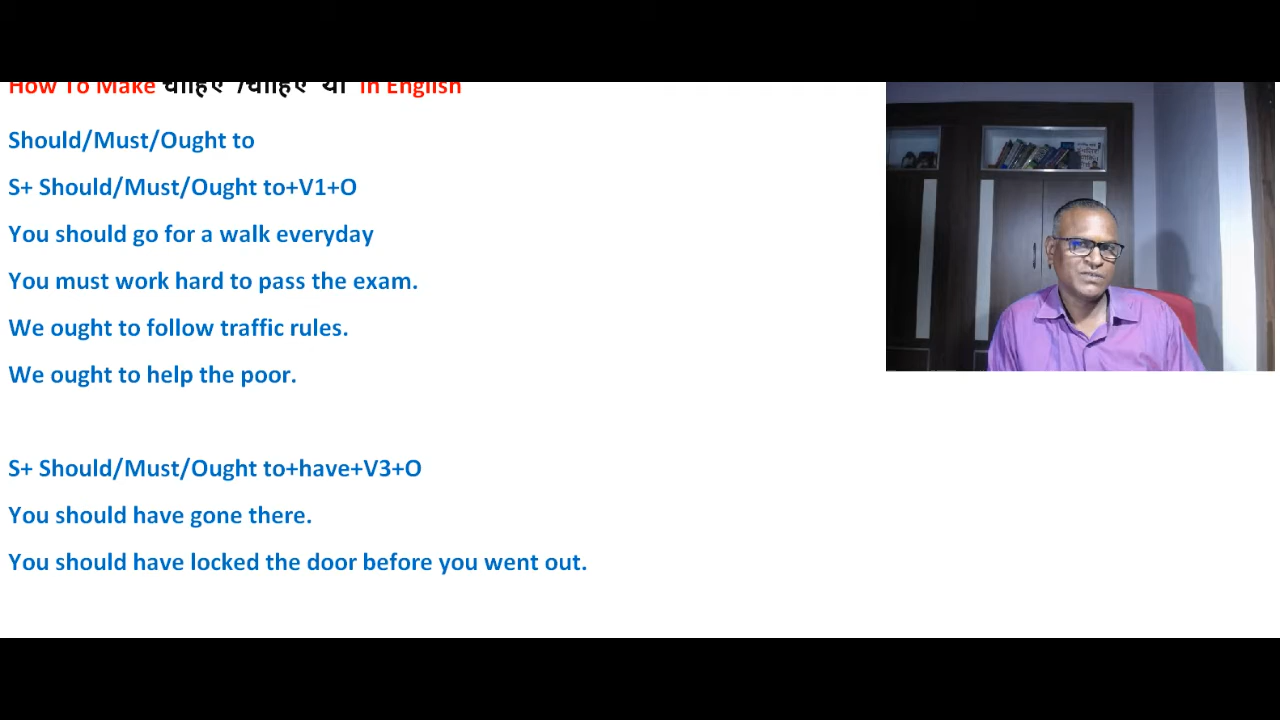 How To Make चाहिए /चाहिए था In English
Should/Must/Ought to
S+ Should/Must/Ought to+V1+O
You should go for a walk everyday
You must work hard to pass the exam.
We ought to follow traffic rules.
We ought to help the poor.
S+ Should/Must/Ought to+have+V3+O
You should have gone there.
You should have locked the door before you went out.